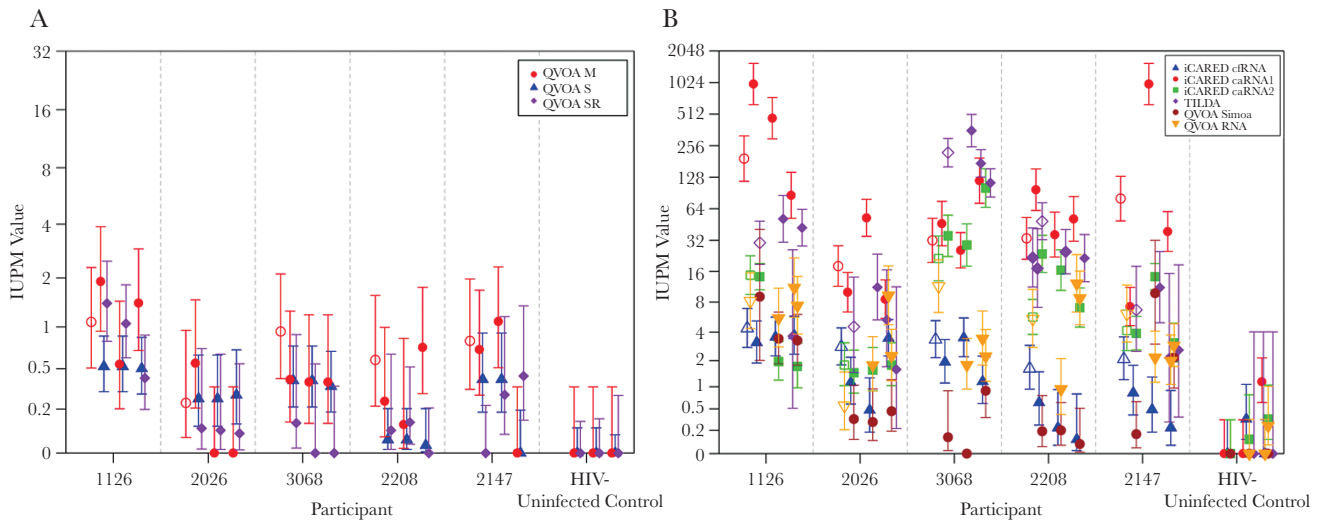 A
32
16
8
4
2
1
0.5
0.2
0
IUPM Value
QVOA M
QVOA S
QVOA SR
1126
2026
3068
2208
2147
HIV-
Uninfected Control
Participant
B
2048
1024
512
256
128
64
32
16
8
4
2
1
0.5
0.2
0
IUPM Value
iCARED cfRNA
iCARED caRNA1
iCARED caRNA2
TILDA
QVOA Simoa
QVOA RNA
1126
2026
3068
2208
2147
HIV-
Uninfected Control
Participant